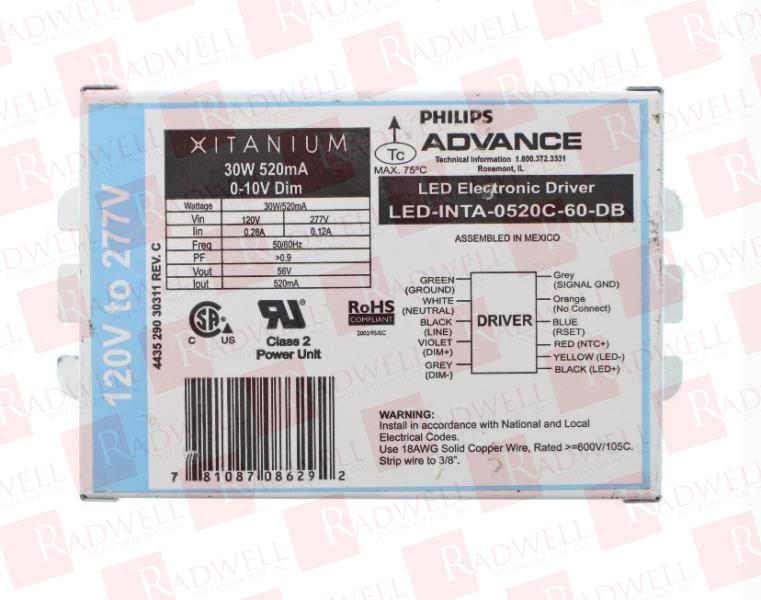 120V to 277V
4435 290 30311 REV. C
XITANIUM
30W 520mA
0-10V Dim
Wattage 30W/520mA
Vin 120V 277V
Iin 0.28A 0.12A
Freq 50/60Hz
PF >0.9
Vout 56V
Iout 520mA
Tc
MAX. 75°C
PHILIPS
ADVANCE
Technical Information 1.800.372.3331
Rosemont, IL
LED Electronic Driver
LED-INTA-0520C-60-DB
ASSEMBLED IN MEXICO
C US
Class 2
Power Unit
RoHS
COMPLIANT
2002/95/EC
GREEN
(GROUND)
WHITE
(NEUTRAL)
BLACK
(LINE)
VIOLET
(DIM+)
GREY
(DIM-)
DRIVER
Grey
(SIGNAL GND)
Orange
(No Connect)
BLUE
(RSET)
RED (NTC+)
YELLOW (LED-)
BLACK (LED+)
7 81087 08629 2
WARNING:
Install in accordance with National and Local
Electrical Codes.
Use 18AWG Solid Copper Wire, Rated >=600V/105C.
Strip wire to 3/8".
RADWELL
INTERNATIONAL, INC.